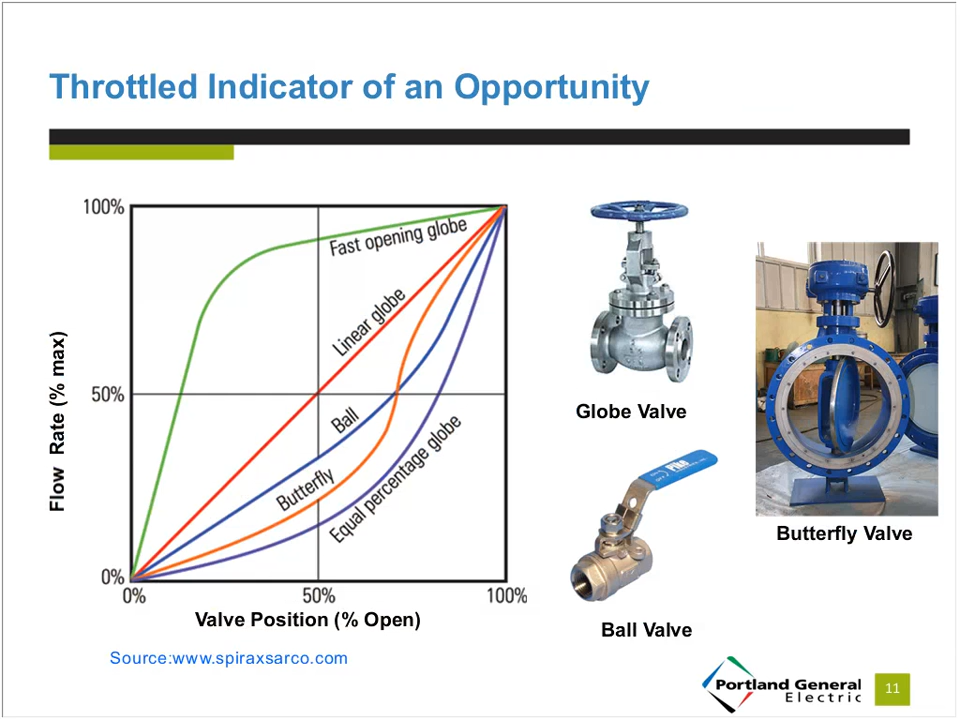 Throttled Indicator of an Opportunity
100%
Fast opening globe
Linear globe
50%
Ball
Butterfly
Equal percentage globe
0%
0%
50%
100%
Flow Rate (% max)
Valve Position (% Open)
Source:www.spiraxsarco.com
Globe Valve
Butterfly Valve
Ball Valve
Portland General
Electric
11